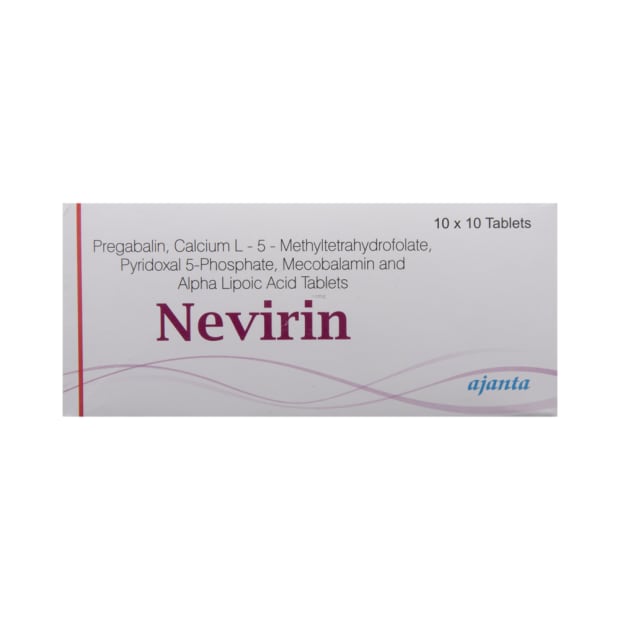 10 x 10 Tablets
Pregabalin, Calcium L - 5 - Methyltetrahydrofolate,
Pyridoxal 5-Phosphate, Mecobalamin and
Alpha Lipoic Acid Tablets
Nevirin
ajanta